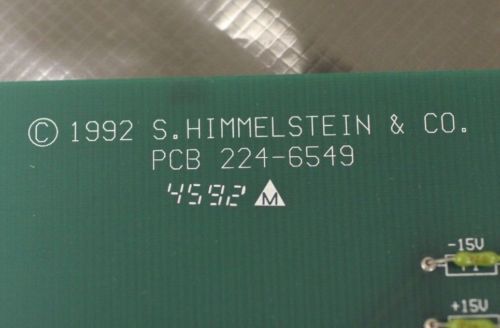 © 1992 S.HIMMELSTEIN & CO.
PCB 224-6549
4592 M
-15V
+15V